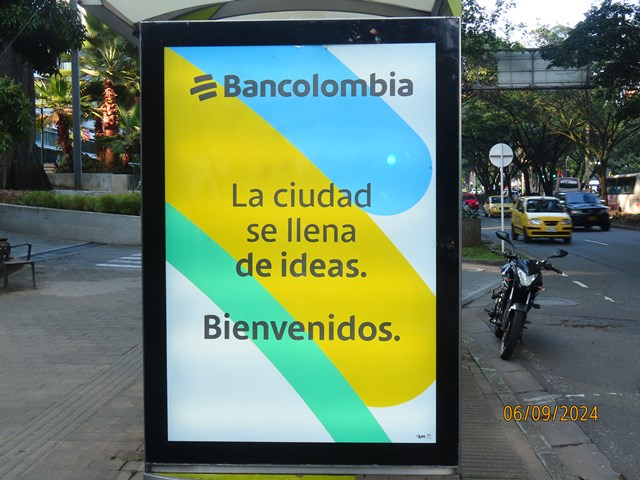 Bancolombia
La ciudad
se llena
de ideas.
Bienvenidos.
06/09/2024